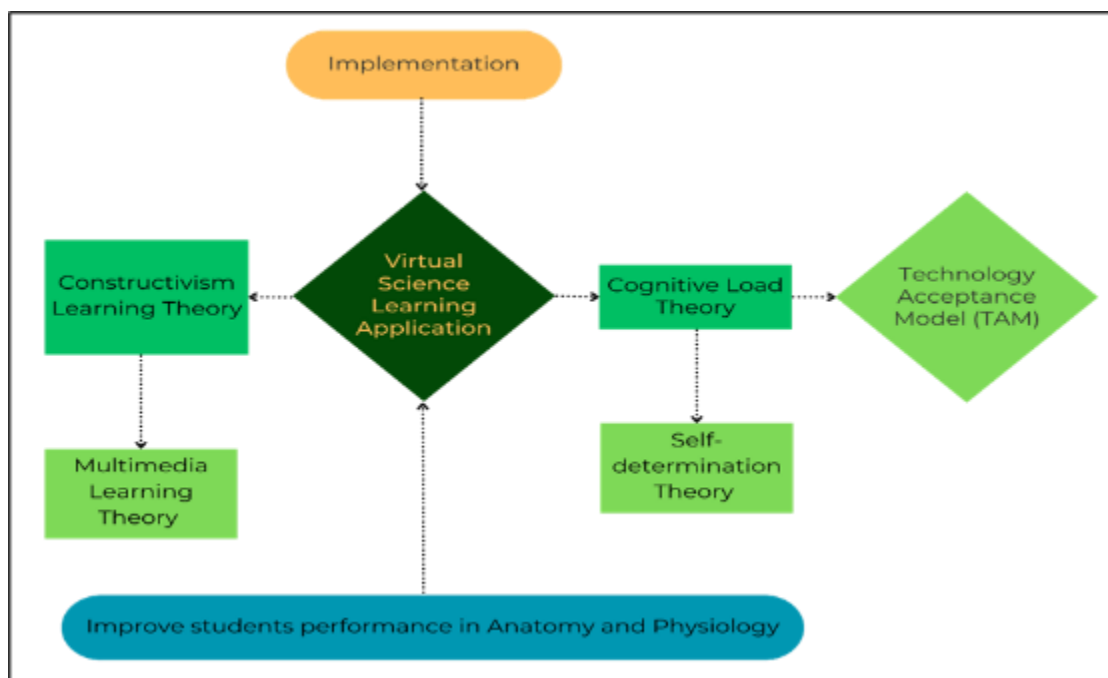 Implementation
Constructivism
Learning Theory
Virtual
Science
Learning
Application
Cognitive Load
Theory
Technology
Acceptance
Model (TAM)
Multimedia
Learning
Theory
Self-
determination
Theory
Improve students performance in Anatomy and Physiology